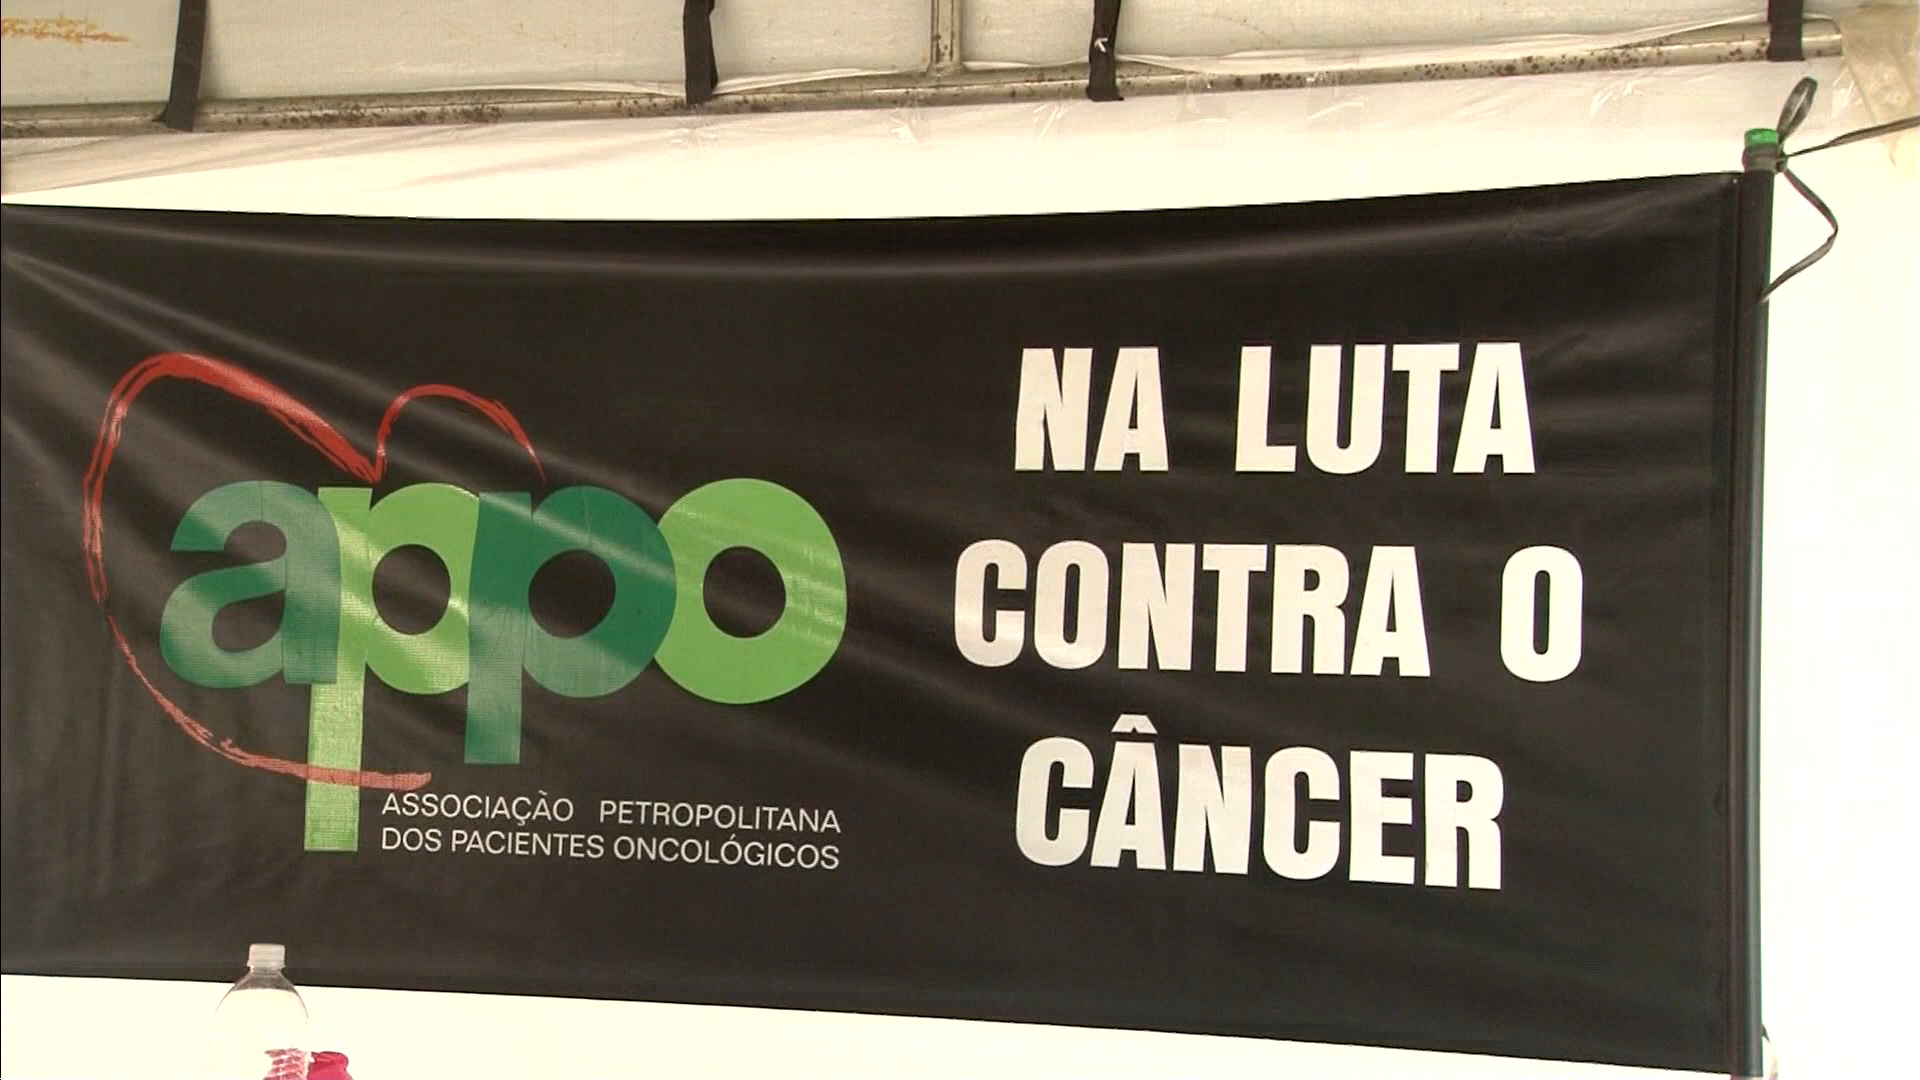 appo
ASSOCIAÇÃO PETROPOLITANA
DOS PACIENTES ONCOLÓGICOS
NA LUTA
CONTRA O
CÂNCER